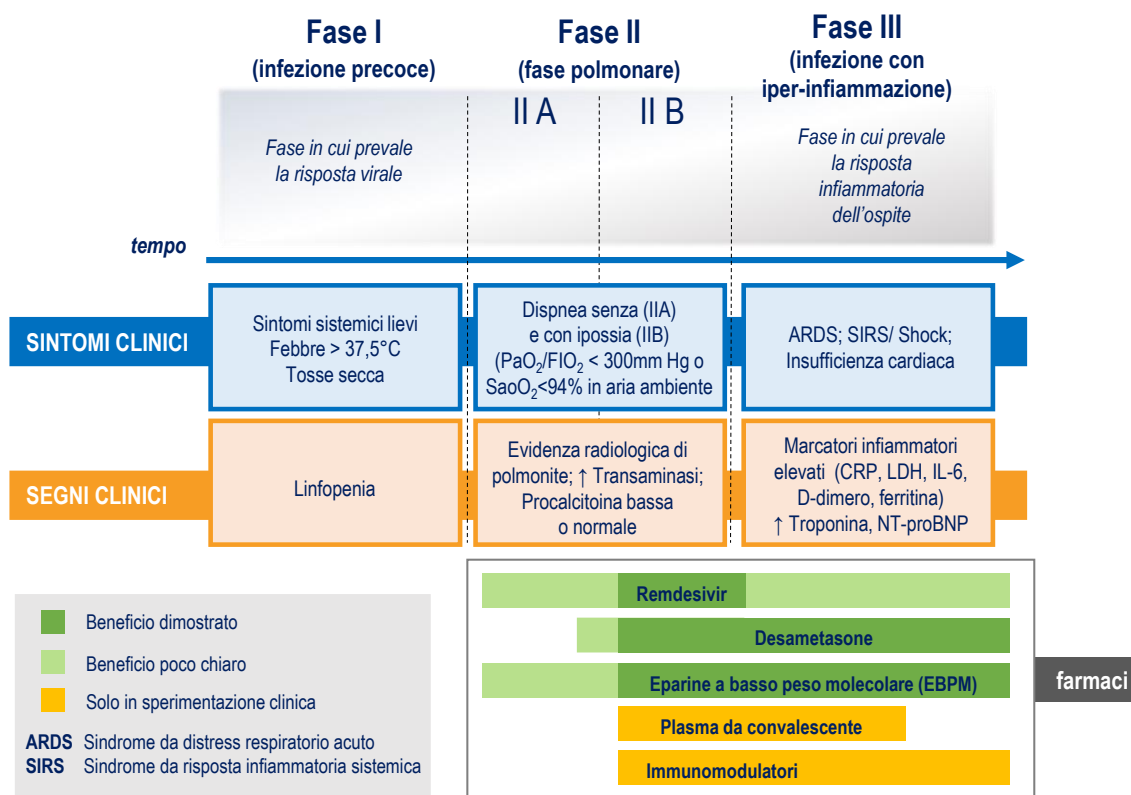 Fase I
(infezione precoce)
Fase II
(fase polmonare)
Fase III
(infezione con
iper-infiammazione)
II A
II B
Fase in cui prevale
la risposta virale
Fase in cui prevale
la risposta
infiammatoria
dell'ospite
tempo
SINTOMI CLINICI
Sintomi sistemici lievi
Febbre > 37,5°C
Tosse secca
Dispnea senza (IIA)
e con ipossia (IIB)
(PaO2/FIO2 < 300mm Hg o
SaoO2<94% in aria ambiente
ARDS; SIRS/ Shock;
Insufficienza cardiaca
SEGNI CLINICI
Linfopenia
Evidenza radiologica di
polmonite; ↑ Transaminasi;
Procalcitoina bassa
o normale
Marcatori infiammatori
elevati (CRP, LDH, IL-6,
D-dimero, ferritina)
↑ Troponina, NT-proBNP
Beneficio dimostrato
Beneficio poco chiaro
Solo in sperimentazione clinica
ARDS Sindrome da distress respiratorio acuto
SIRS Sindrome da risposta infiammatoria sistemica
Remdesivir
Desametasone
Eparine a basso peso molecolare (EBPM)
Plasma da convalescente
Immunomodulatori
farmaci